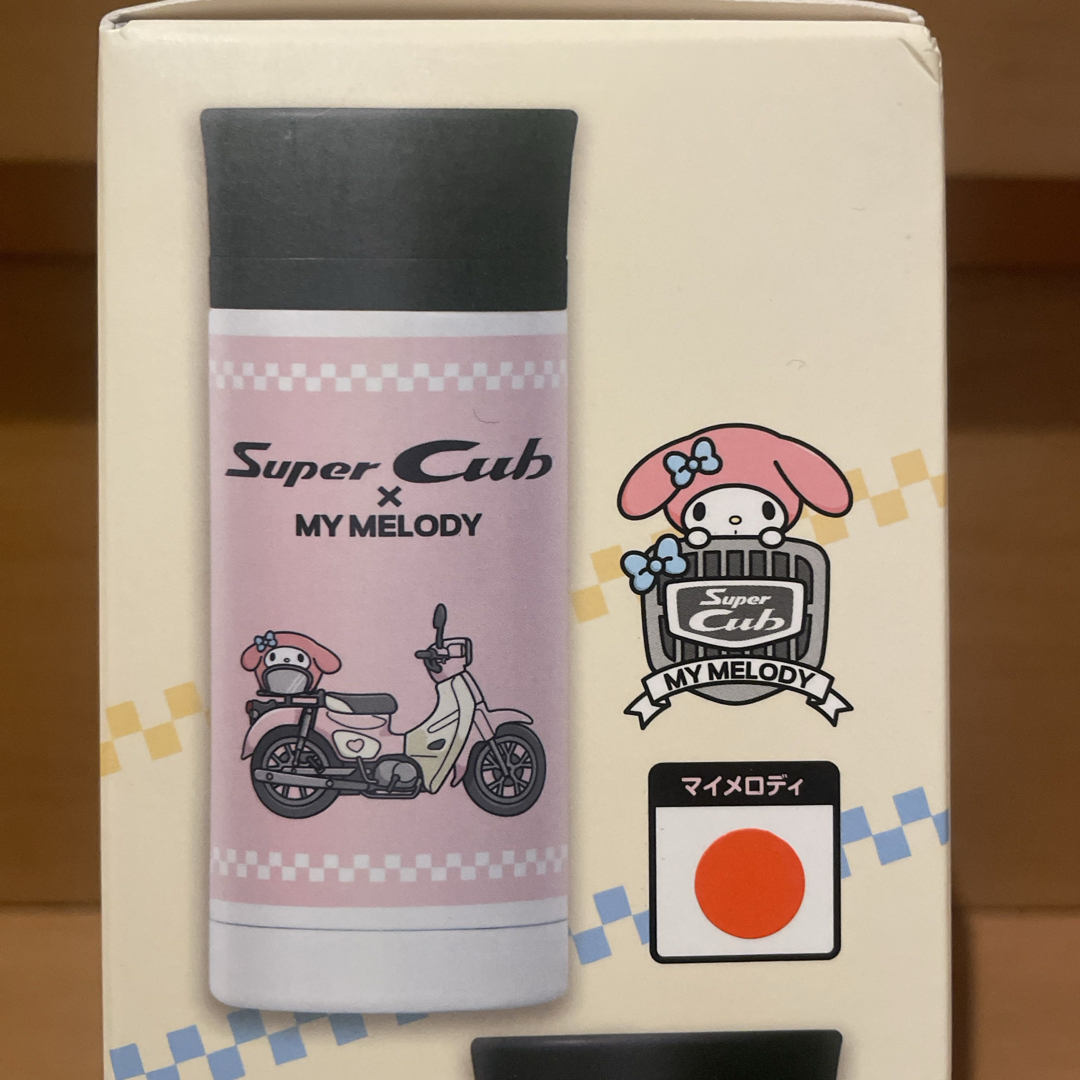 Super Cub
×
MY MELODY
Super
Cub
MY MELODY
マイメロディ